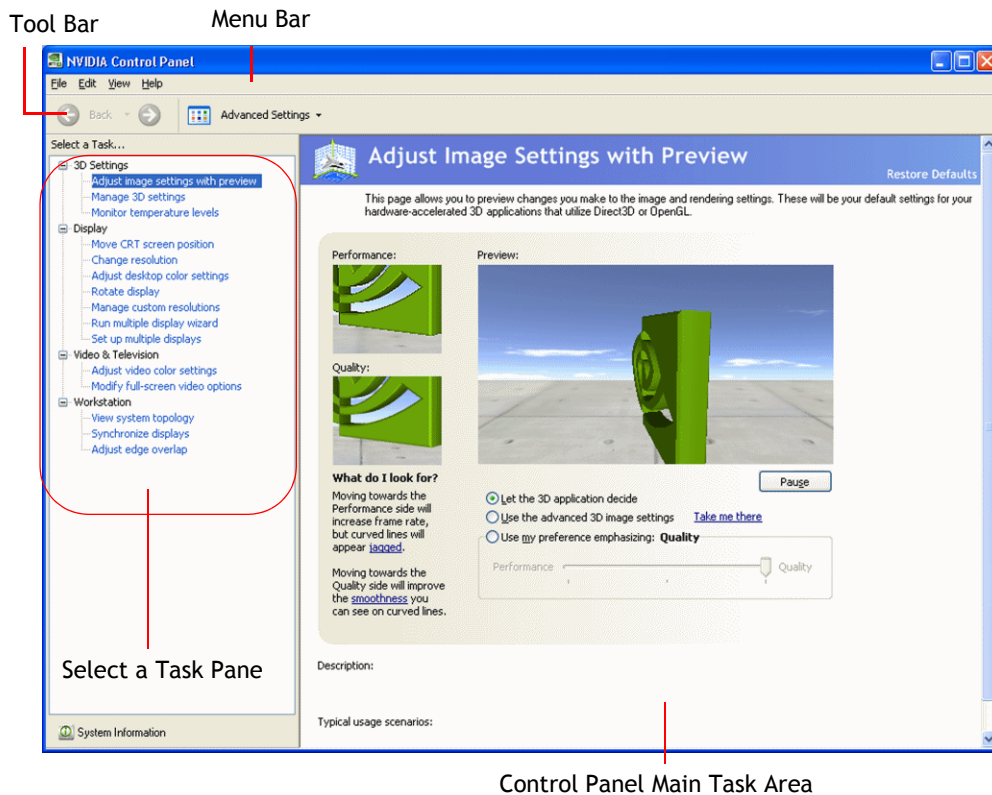 Tool Bar
Menu Bar
NVIDIA Control Panel
File Edit View Help
Back
Advanced Settings
Select a Task...
3D Settings
Adjust image settings with preview
Manage 3D settings
Monitor temperature levels
Display
Move CRT screen position
Change resolution
Adjust desktop color settings
Rotate display
Manage custom resolutions
Run multiple display wizard
Set up multiple displays
Video & Television
Adjust video color settings
Modify full-screen video options
Workstation
View system topology
Synchronize displays
Adjust edge overlap
Select a Task Pane
System Information
Adjust Image Settings with Preview
Restore Defaults
This page allows you to preview changes you make to the image and rendering settings. These will be your default settings for your
hardware-accelerated 3D applications that utilize Direct3D or OpenGL.
Performance:
Quality:
What do I look for?
Moving towards the
Performance side will
increase frame rate,
but curved lines will
appear jagged.
Moving towards the
Quality side will improve
the smoothness you
can see on curved lines.
Preview:
Pause
Let the 3D application decide
Use the advanced 3D image settings Take me there
Use my preference emphasizing: Quality
Performance Quality
Description:
Typical usage scenarios:
Control Panel Main Task Area